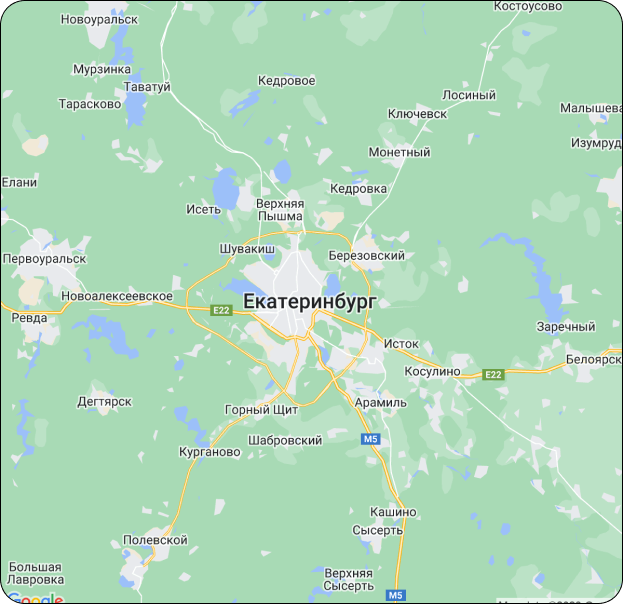 Костоусово
Новоуральск
Мурзинка
Таватуй
Кедровое
Лосиный
Тарасково
Ключевск
Малышева
Монетный
Изумруд
Елани
Кедровка
Исеть
Верхняя
Пышма
Шувакиш
Березовский
Первоуральск
Новоалексеевское
Екатеринбург
E22
Ревда
Заречный
Исток
Белоярск
Косулино
E22
Дегтярск
Горный Щит
Арамиль
Шабровский
M5
Курганово
Кашино
Сысерть
Полевской
Большая
Лавровка
Верхняя
Сысерть
M5
Google